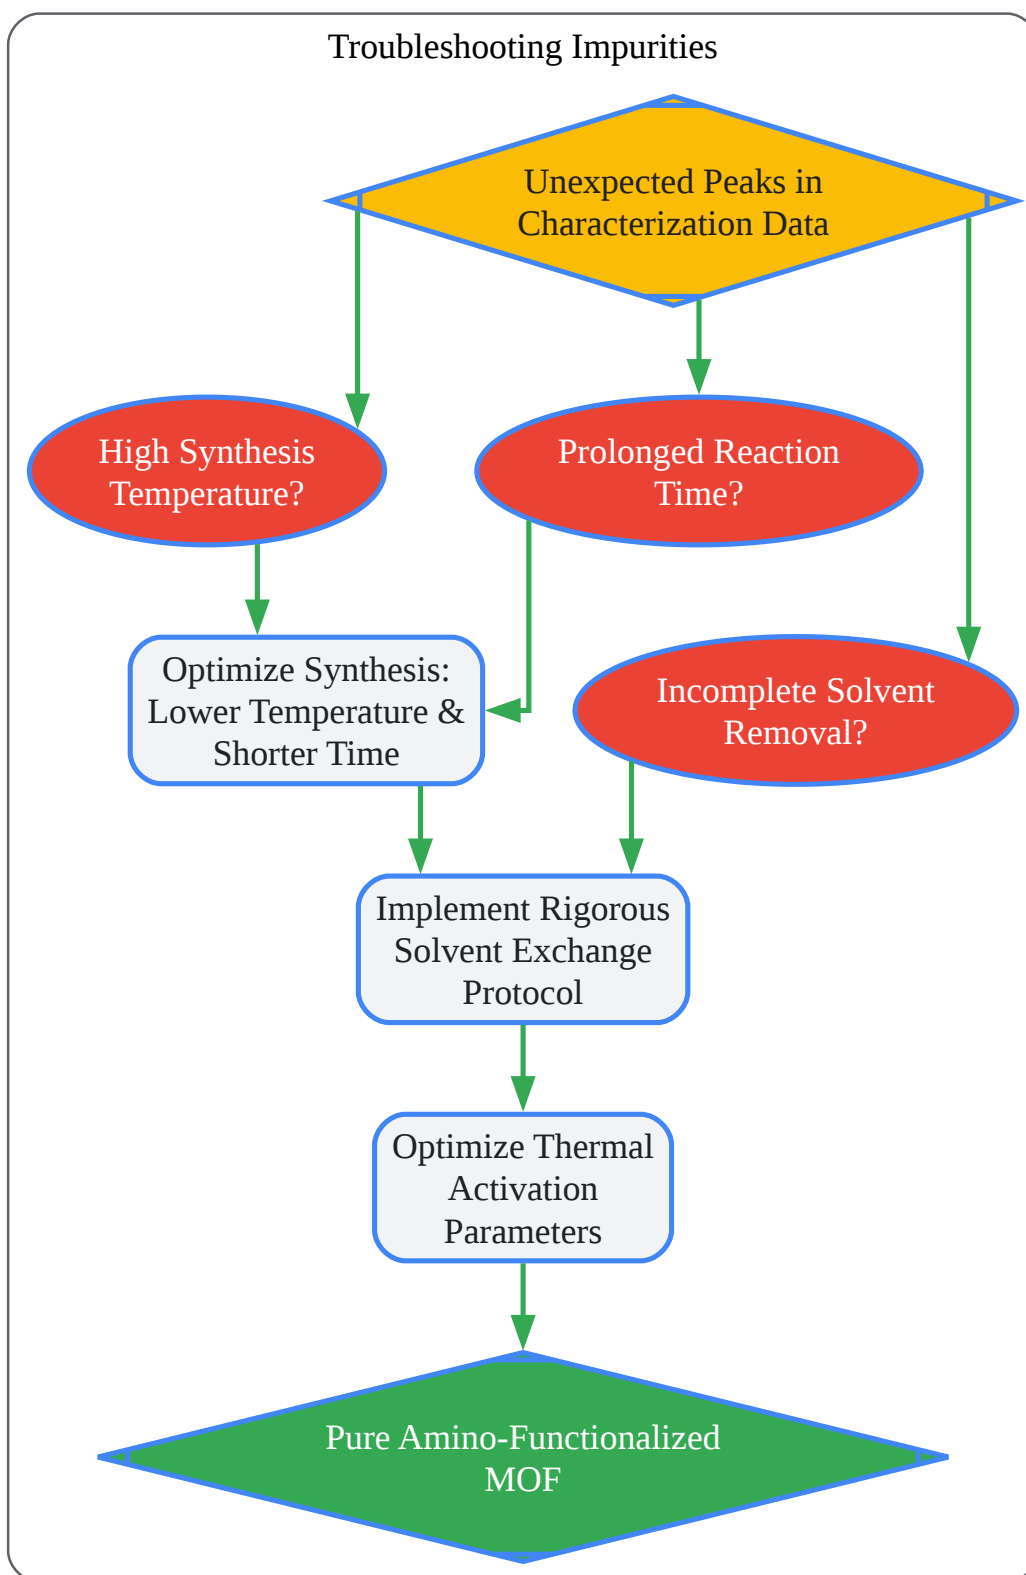 Troubleshooting Impurities
Unexpected Peaks in
Characterization Data
High Synthesis
Temperature?
Prolonged Reaction
Time?
Optimize Synthesis:
Lower Temperature &
Shorter Time
Incomplete Solvent
Removal?
Implement Rigorous
Solvent Exchange
Protocol
Optimize Thermal
Activation
Parameters
Pure Amino-Functionalized
MOF